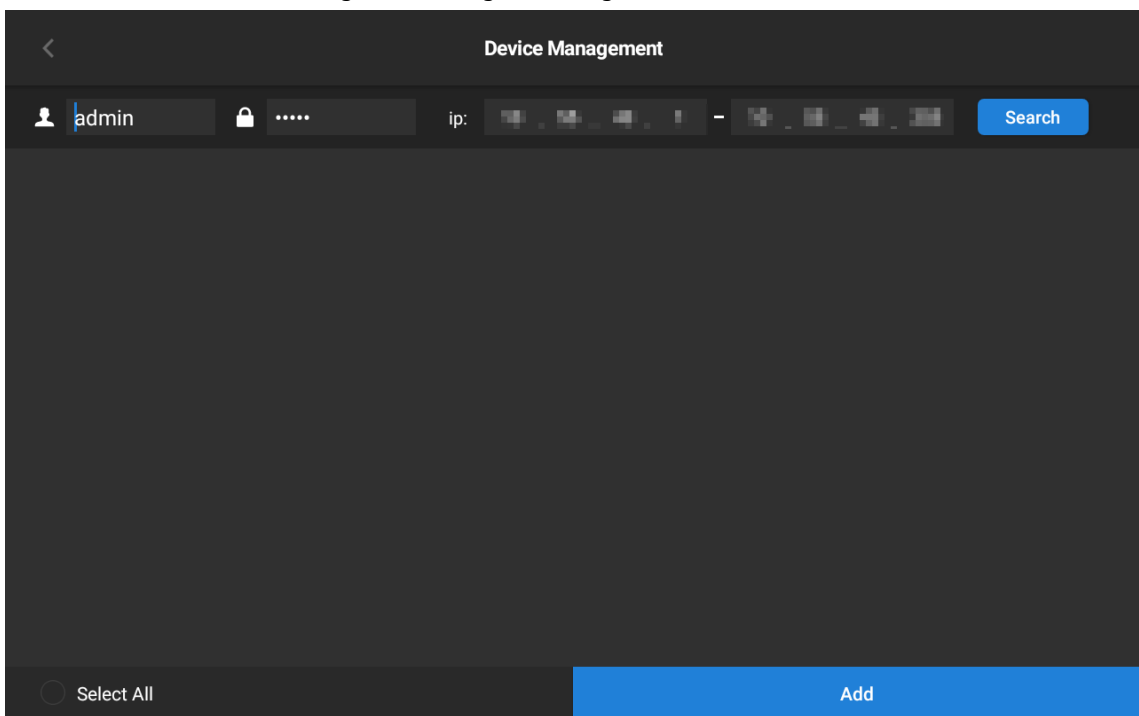 Device Management
admin ••••• ip: - Search
Select All Add